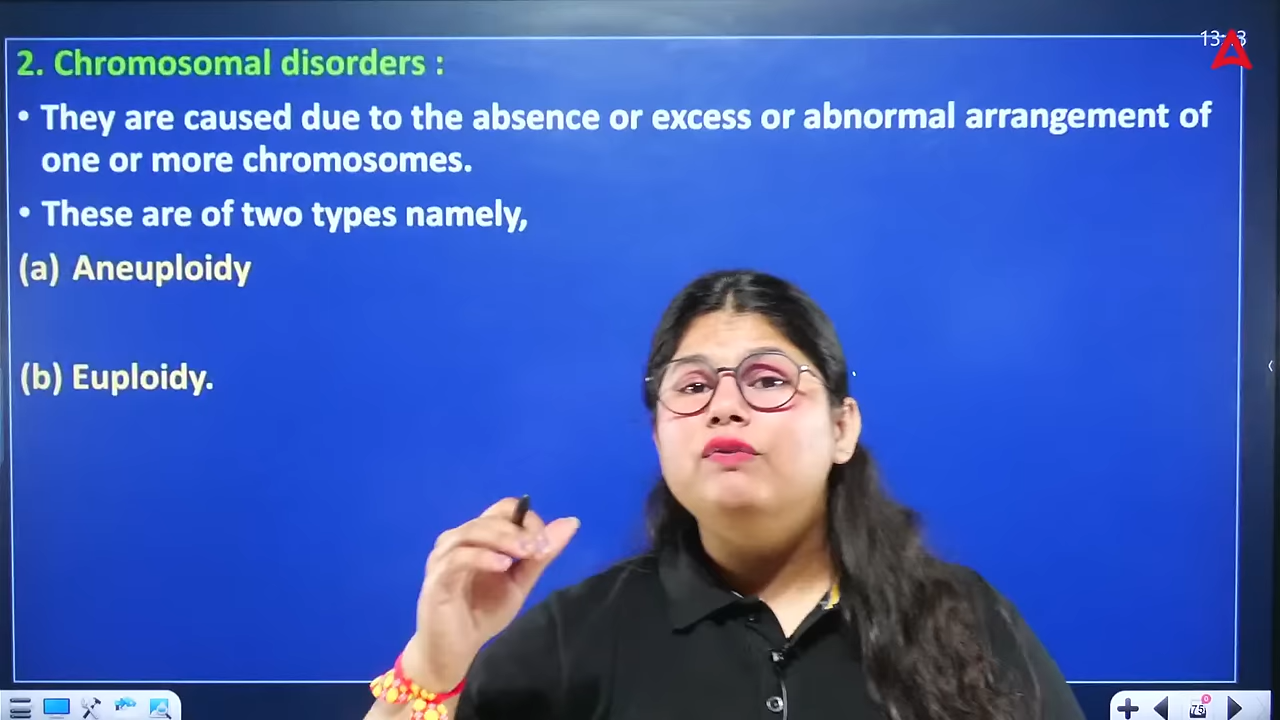 2. Chromosomal disorders :
• They are caused due to the absence or excess or abnormal arrangement of
one or more chromosomes.
• These are of two types namely,
(a) Aneuploidy
(b) Euploidy.
75